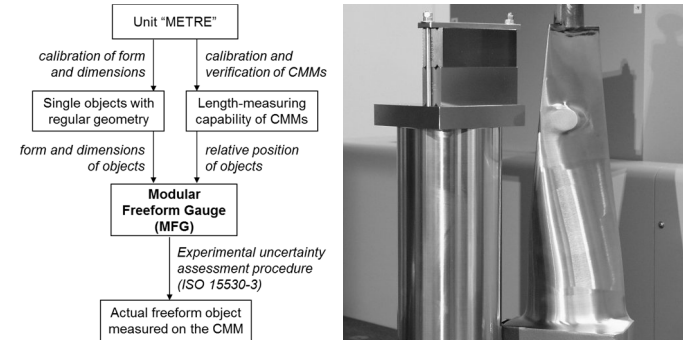 Unit “METRE”
calibration of form
and dimensions
calibration and
verification of CMMs
Single objects with
regular geometry
Length-measuring
capability of CMMs
form and dimensions
of objects
relative position
of objects
Modular
Freeform Gauge
(MFG)
Experimental uncertainty
assessment procedure
(ISO 15530-3)
Actual freeform object
measured on the CMM